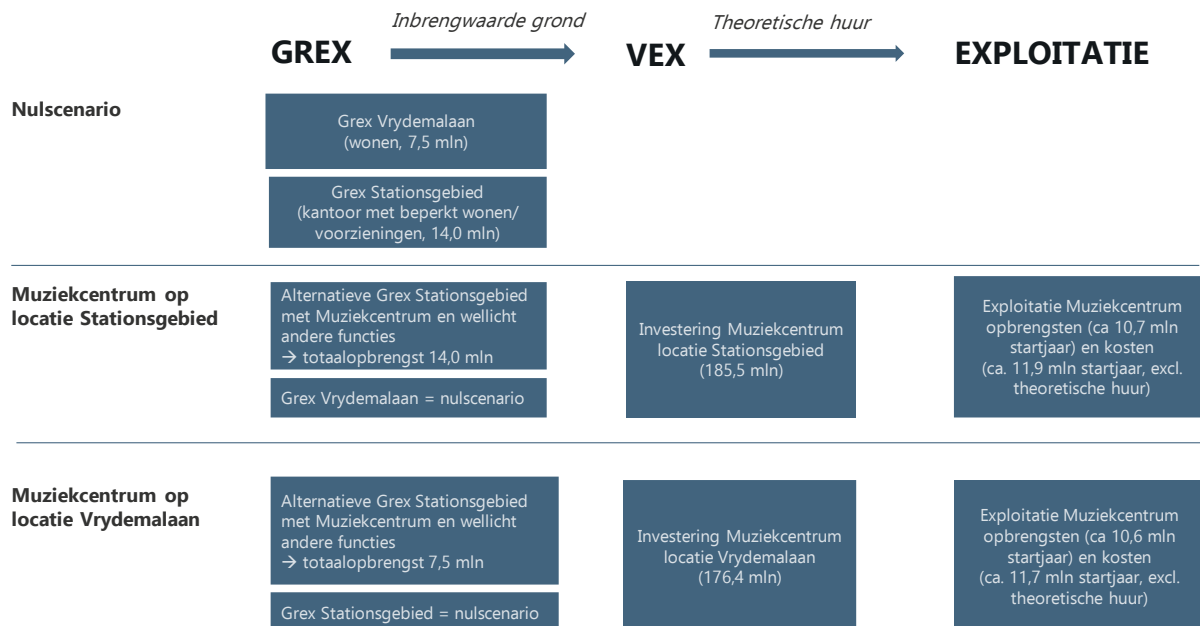 Inbrengwaarde grond
Theoretische huur
GREX
VEX
EXPLOITATIE
Nulscenario
Grex Vrydemalaan
(wonen, 7,5 mln)
Grex Stationsgebied
(kantoor met beperkt wonen/
voorzieningen, 14,0 mln)
Muziekcentrum op
locatie Stationsgebied
Alternatieve Grex Stationsgebied
met Muziekcentrum en wellicht
andere functies
→ totaalopbrengst 14,0 mln
Grex Vrydemalaan = nulscenario
Investering Muziekcentrum
locatie Stationsgebied
(185,5 mln)
Exploitatie Muziekcentrum
opbrengsten (ca 10,7 mln
startjaar) en kosten
(ca. 11,9 mln startjaar, excl.
theoretische huur)
Muziekcentrum op
locatie Vrydemalaan
Alternatieve Grex Stationsgebied
met Muziekcentrum en wellicht
andere functies
→ totaalopbrengst 7,5 mln
Grex Stationsgebied = nulscenario
Investering Muziekcentrum
locatie Vrydemalaan
(176,4 mln)
Exploitatie Muziekcentrum
opbrengsten (ca 10,6 mln
startjaar) en kosten
(ca. 11,7 mln startjaar, excl.
theoretische huur)